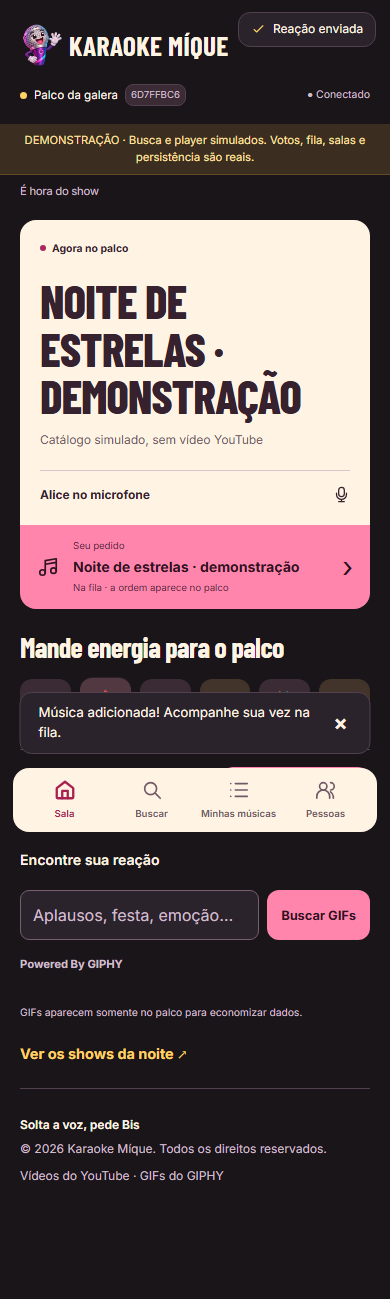 KARAOKE MÍQUE
Reação enviada
Palco da galera
6D7FFBC6
Conectado
DEMONSTRAÇÃO · Busca e player simulados. Votos, fila, salas e
persistência são reais.
É hora do show
Agora no palco
NOITE DE
ESTRELAS ·
DEMONSTRAÇÃO
Catálogo simulado, sem vídeo YouTube
Alice no microfone
Seu pedido
Noite de estrelas · demonstração
Na fila · a ordem aparece no palco
Mande energia para o palco
Música adicionada! Acompanhe sua vez na
fila.
Sala
Buscar
Minhas músicas
Pessoas
Encontre sua reação
Aplausos, festa, emoção...
Buscar GIFs
Powered By GIPHY
GIFs aparecem somente no palco para economizar dados.
Ver os shows da noite ↗
Solta a voz, pede Bis
© 2026 Karaoke Míque. Todos os direitos reservados.
Vídeos do YouTube · GIFs do GIPHY